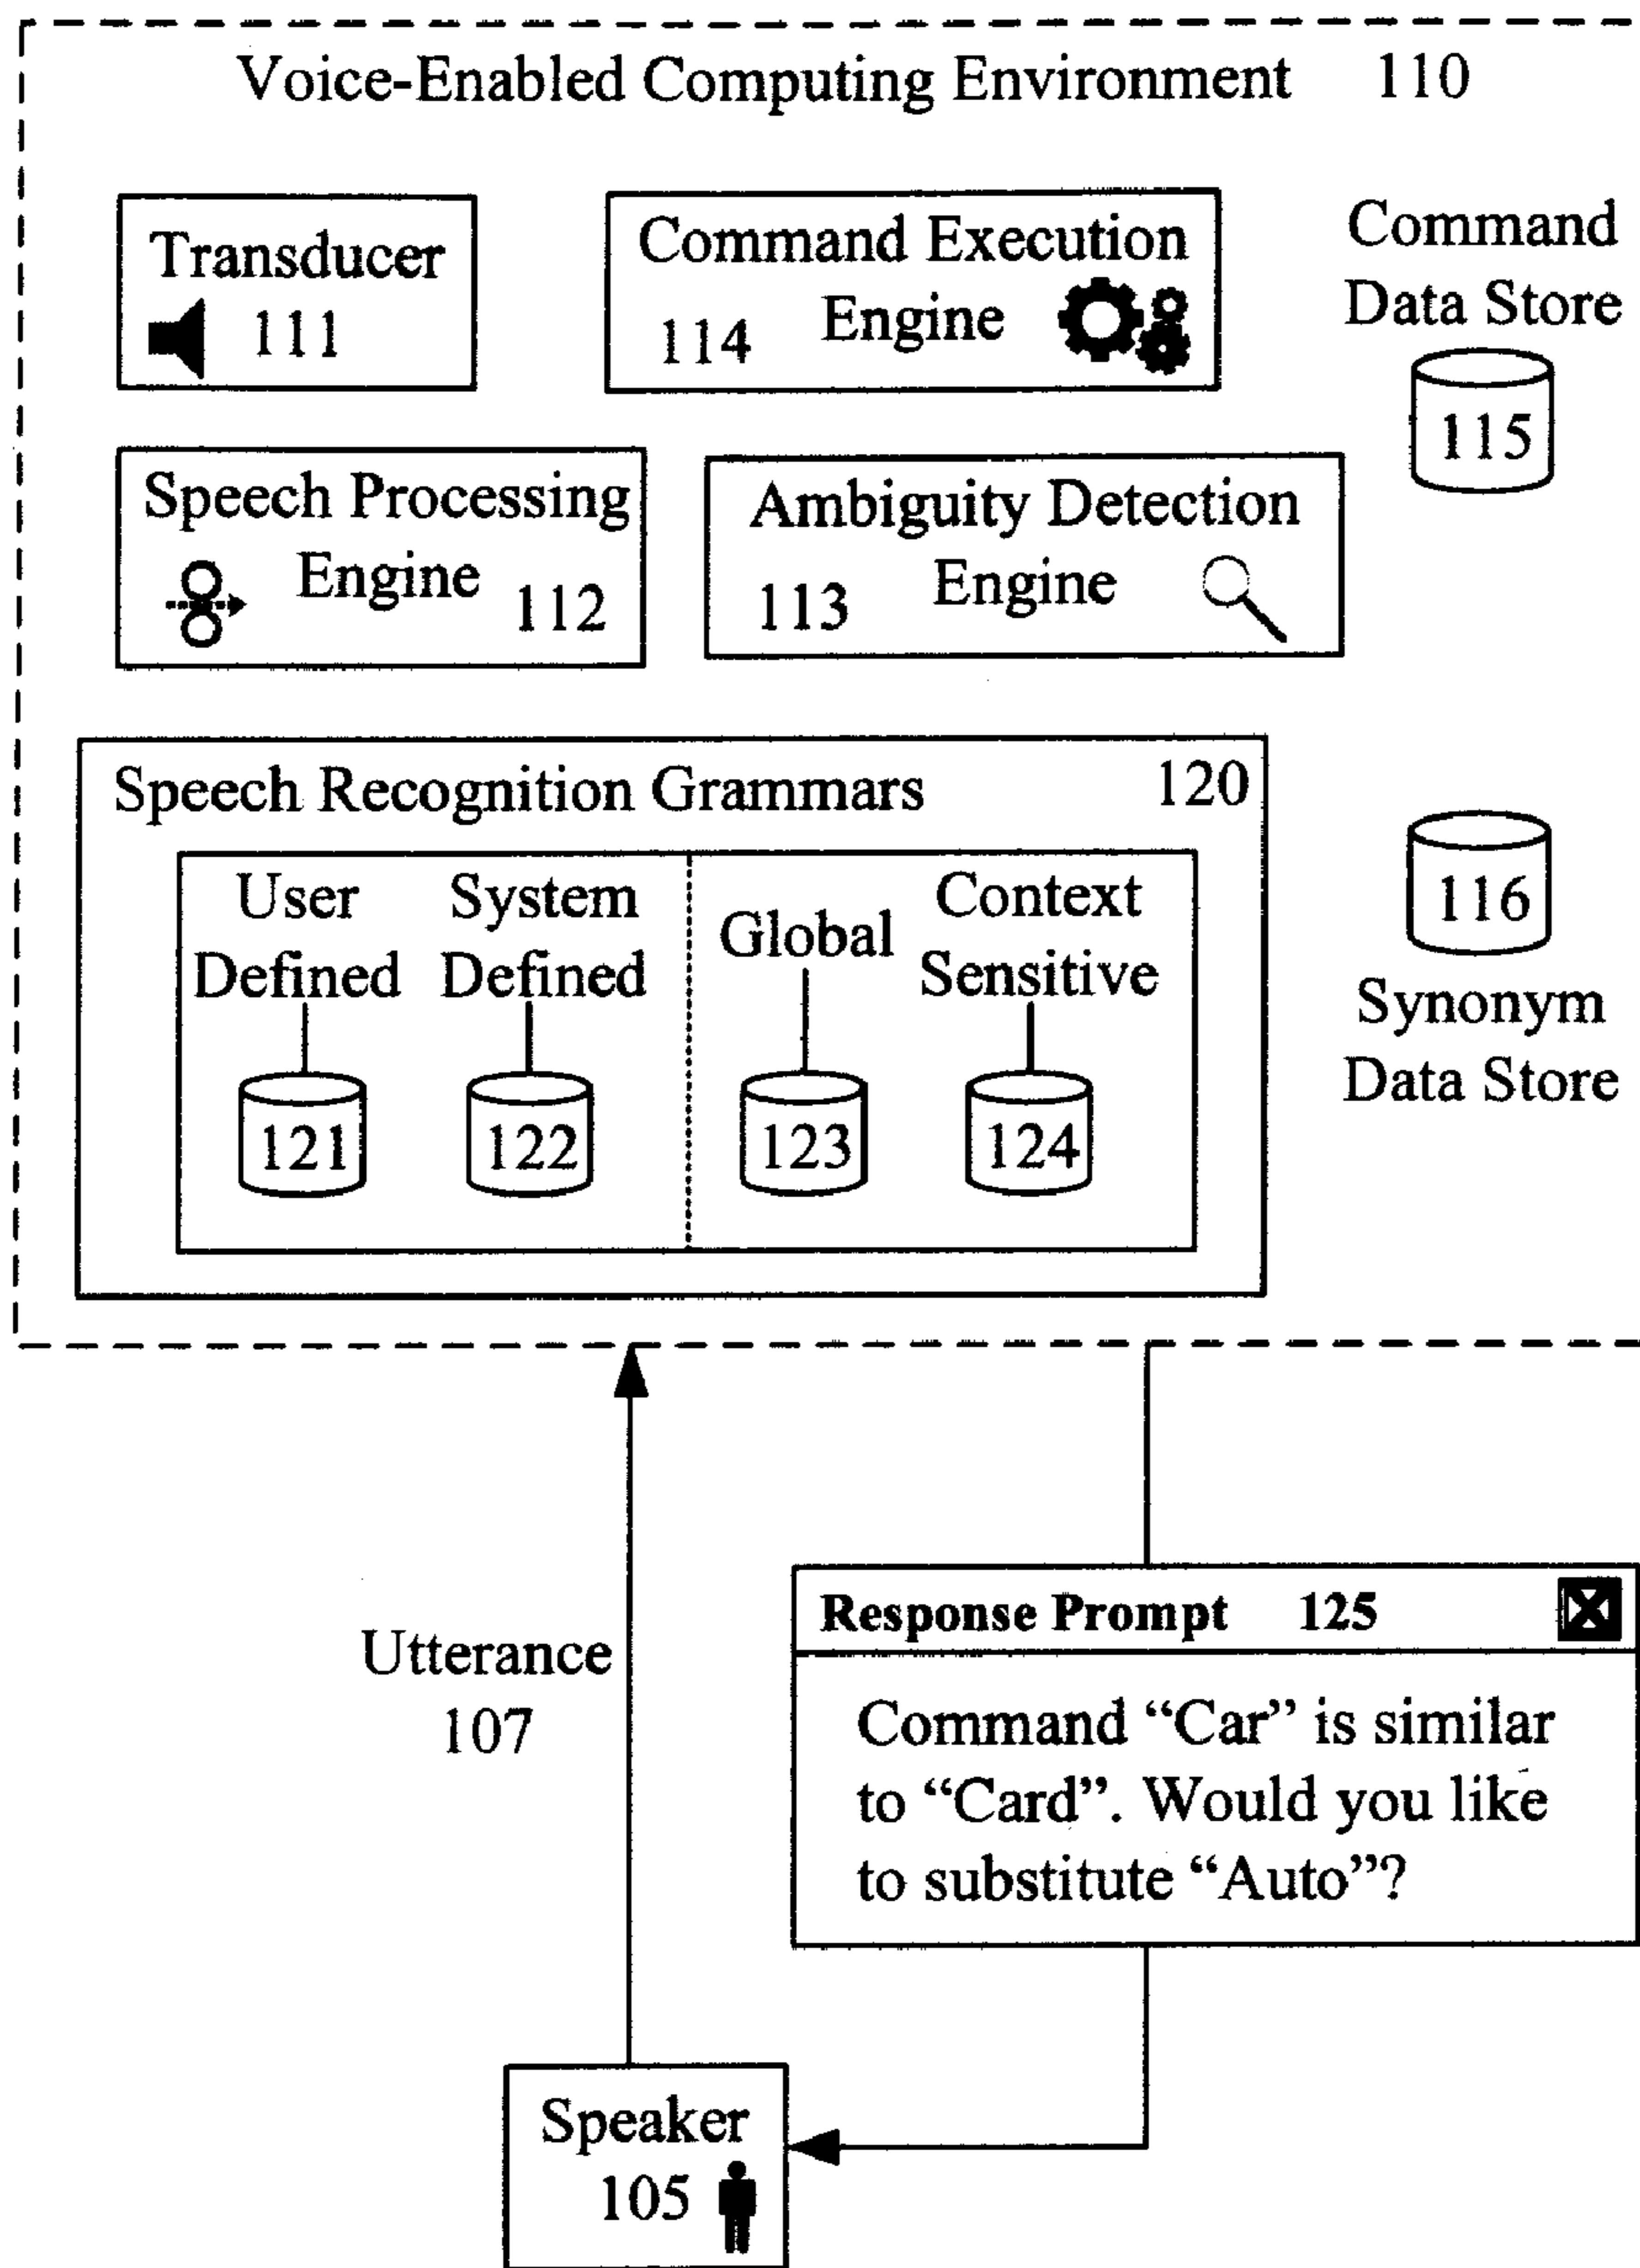 Voice-Enabled Computing Environment 110
Transducer
111
Command Execution
Engine
114
Command
Data Store
115
Speech Processing
Engine
112
Ambiguity Detection
Engine
113
Speech Recognition Grammars 120
User
Defined
121
System
Defined
122
Global
123
Context
Sensitive
124
116
Synonym
Data Store
Utterance
107
Response Prompt 125
Command “Car” is similar
to “Card”. Would you like
to substitute “Auto”?
Speaker
105